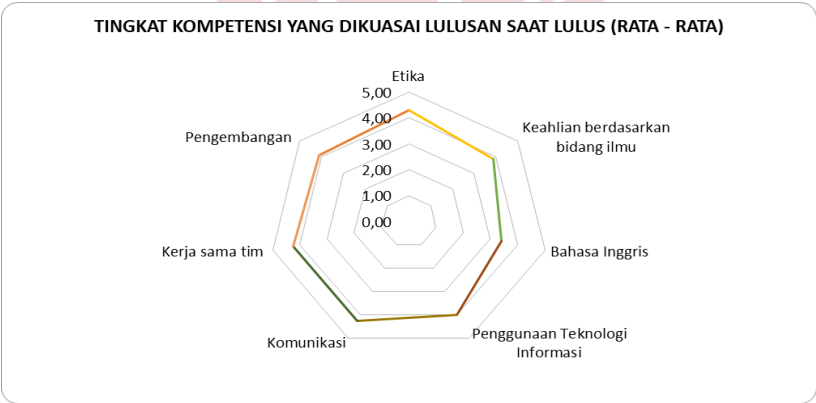 TINGKAT KOMPETENSI YANG DIKUASAI LULUSAN SAAT LULUS (RATA - RATA)
Etika
5,00
4,00
3,00
2,00
1,00
0,00
Keahlian berdasarkan
bidang ilmu
Bahasa Inggris
Penggunaan Teknologi
Informasi
Komunikasi
Kerja sama tim
Pengembangan